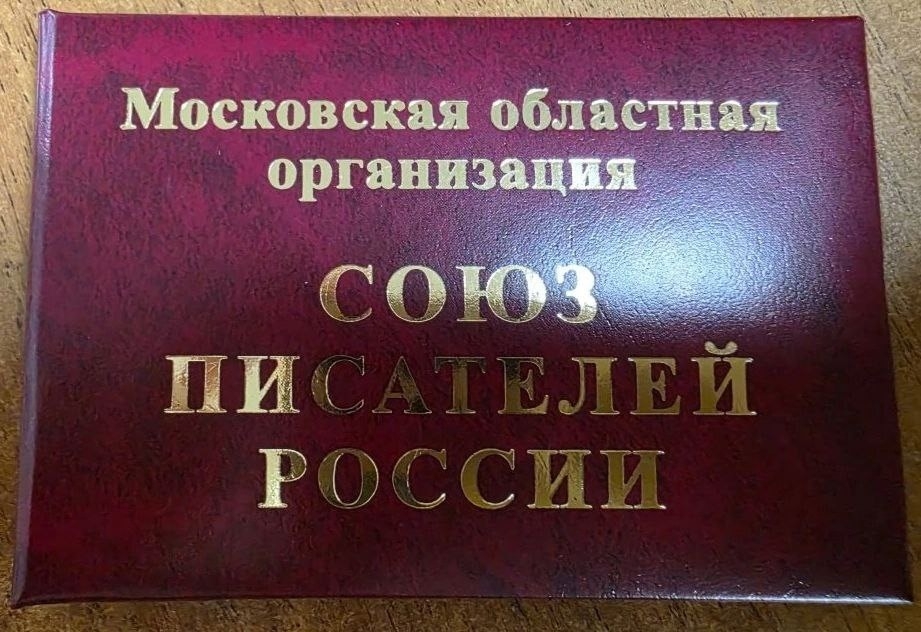 Московская областная
организация
СОЮЗ
ПИСАТЕЛЕЙ
РОССИИ